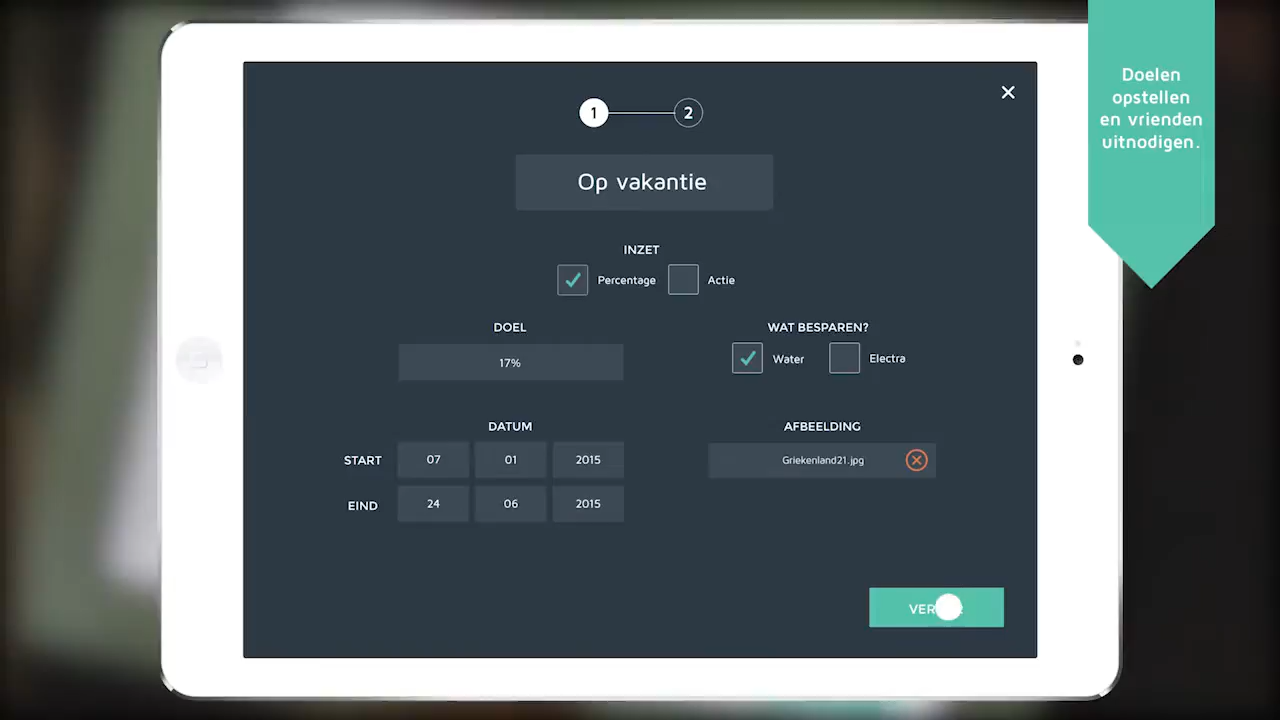 Doelen
opstellen
en vrienden
uitnodigen.
1 2
Op vakantie
INZET
Percentage Actie
DOEL
17%
WAT BESPAREN?
Water Electra
DATUM
START 07 01 2015
EIND 24 06 2015
AFBEELDING
Griekenland21.jpg